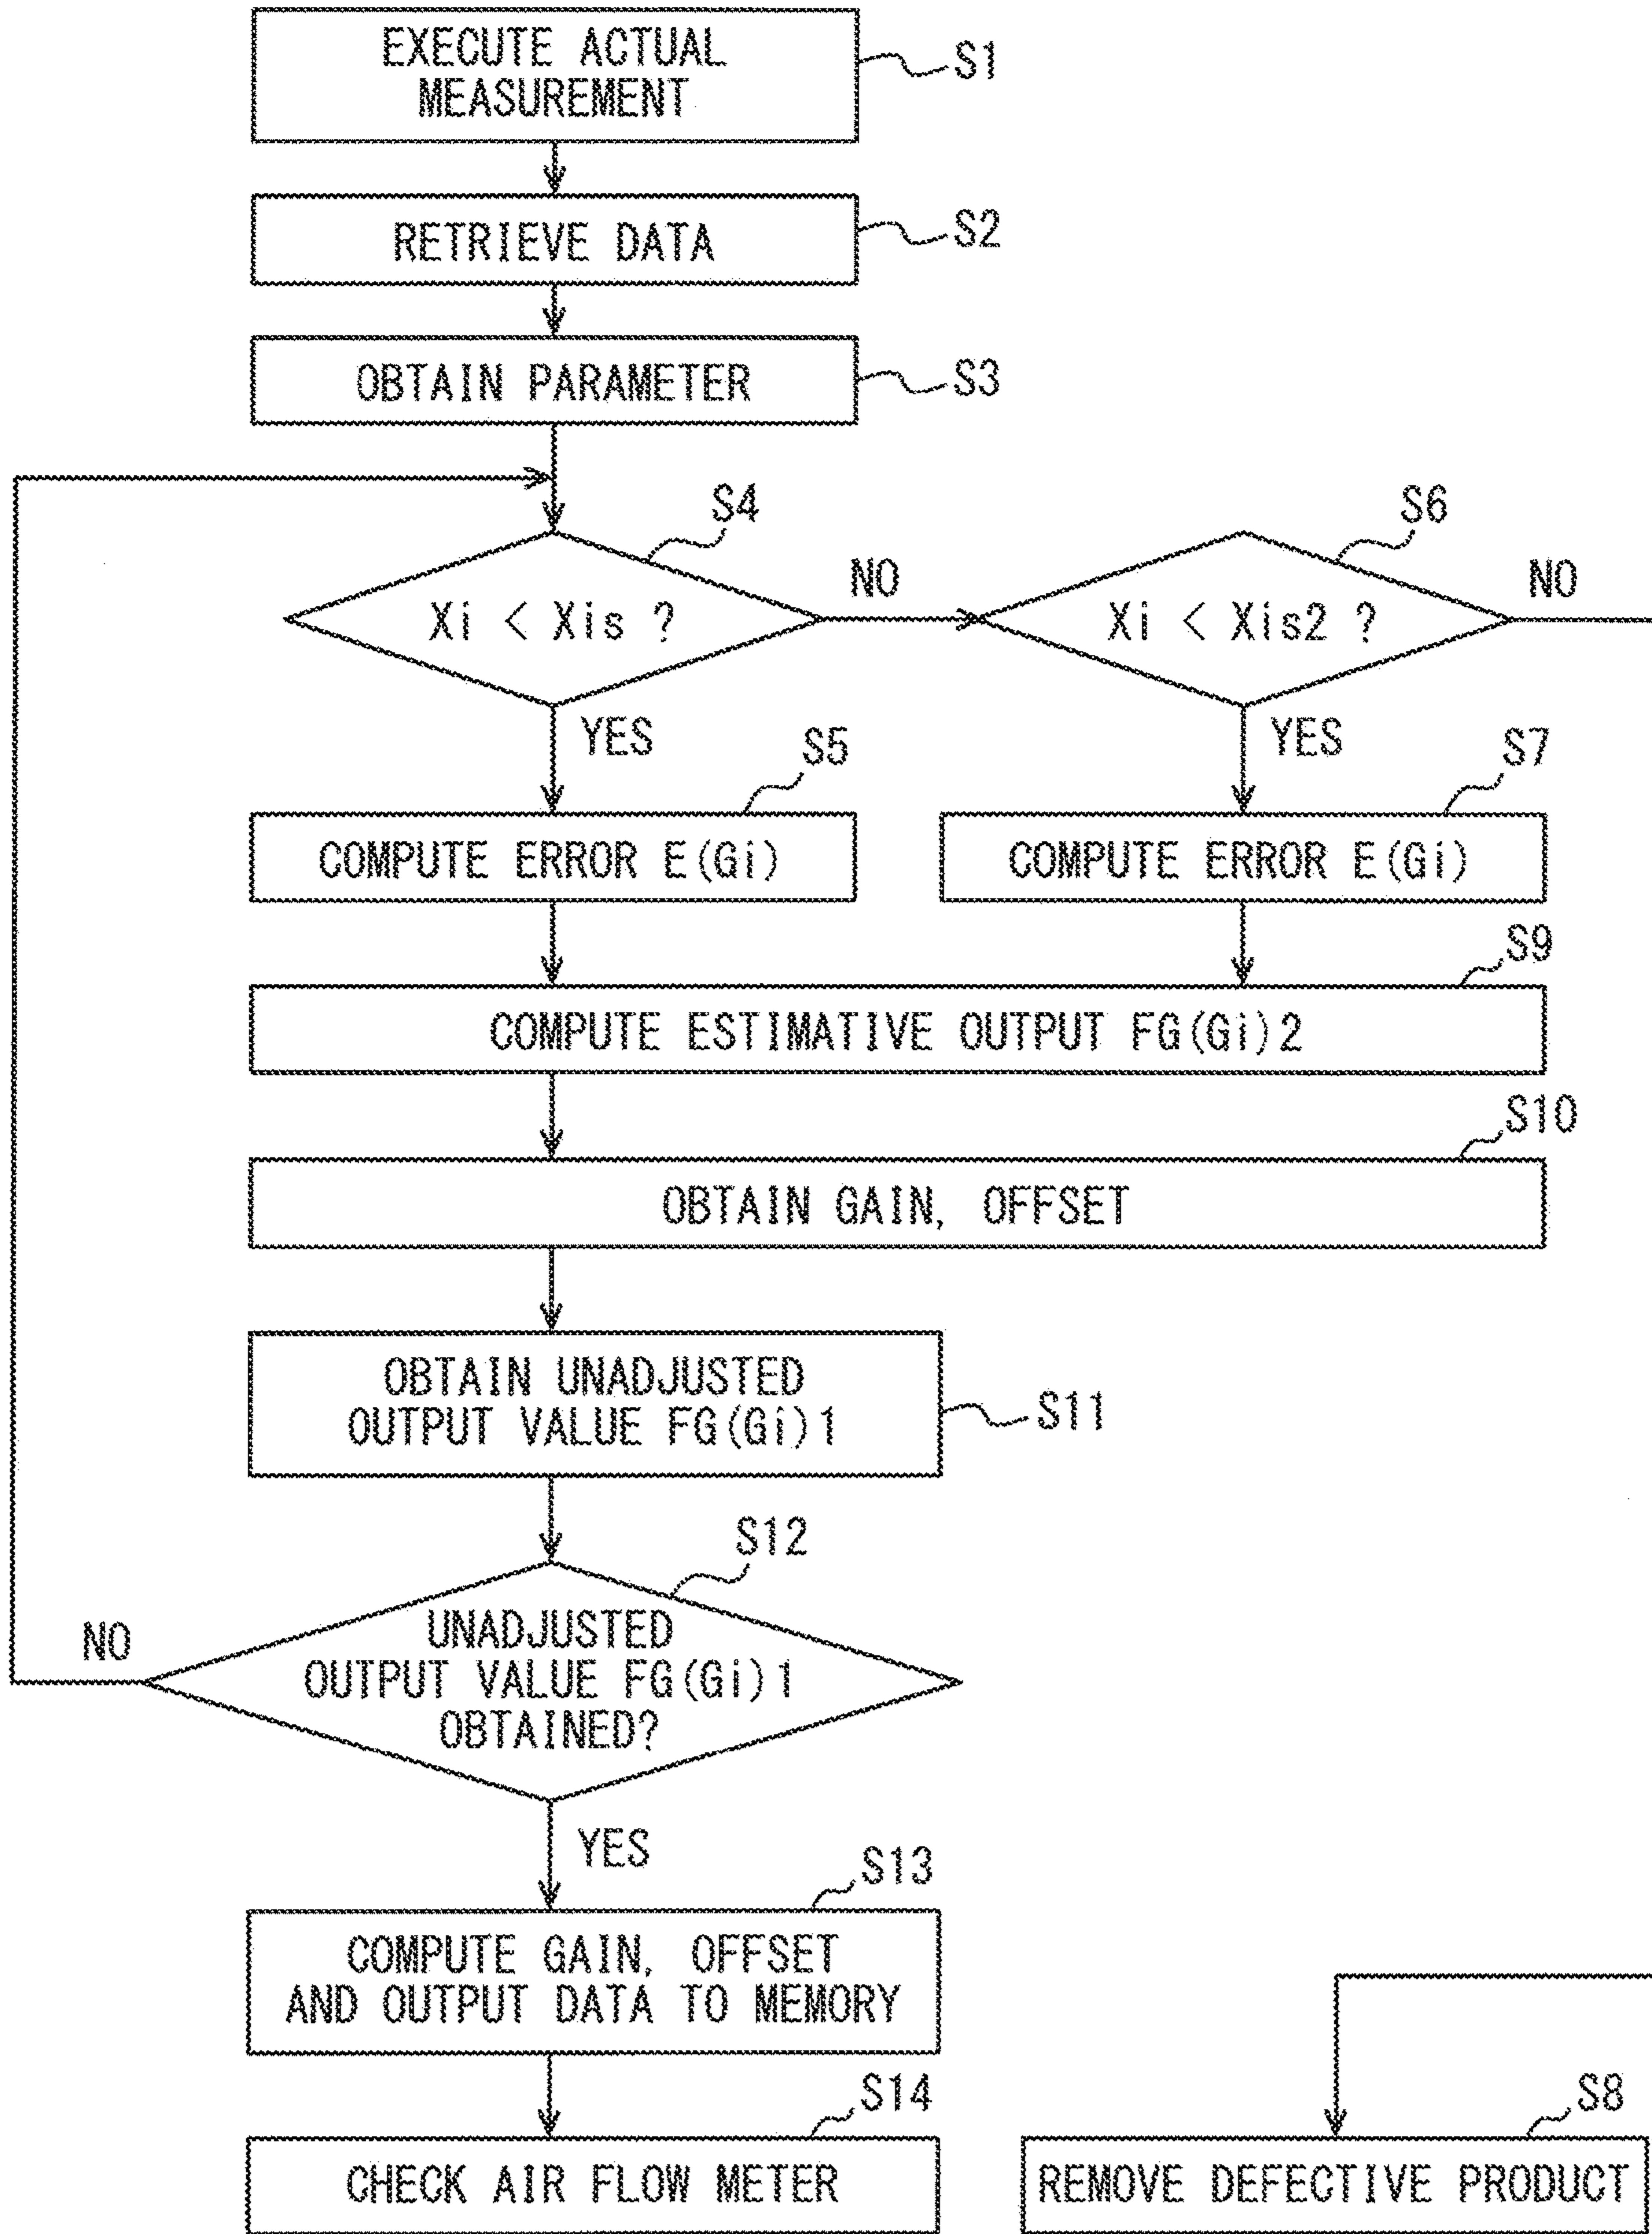 EXECUTE ACTUAL
MEASUREMENT
S1
RETRIEVE DATA
S2
OBTAIN PARAMETER
S3
S4
Xi < Xis ?
NO
YES
S6
Xi < Xis2 ?
NO
YES
S5
COMPUTE ERROR E(Gi)
S7
COMPUTE ERROR E(Gi)
S9
COMPUTE ESTIMATIVE OUTPUT FG(Gi)2
S10
OBTAIN GAIN, OFFSET
OBTAIN UNADJUSTED
OUTPUT VALUE FG(Gi)1
S11
S12
UNADJUSTED
OUTPUT VALUE FG(Gi)1
OBTAINED?
NO
YES
S13
COMPUTE GAIN, OFFSET
AND OUTPUT DATA TO MEMORY
S14
CHECK AIR FLOW METER
S8
REMOVE DEFECTIVE PRODUCT